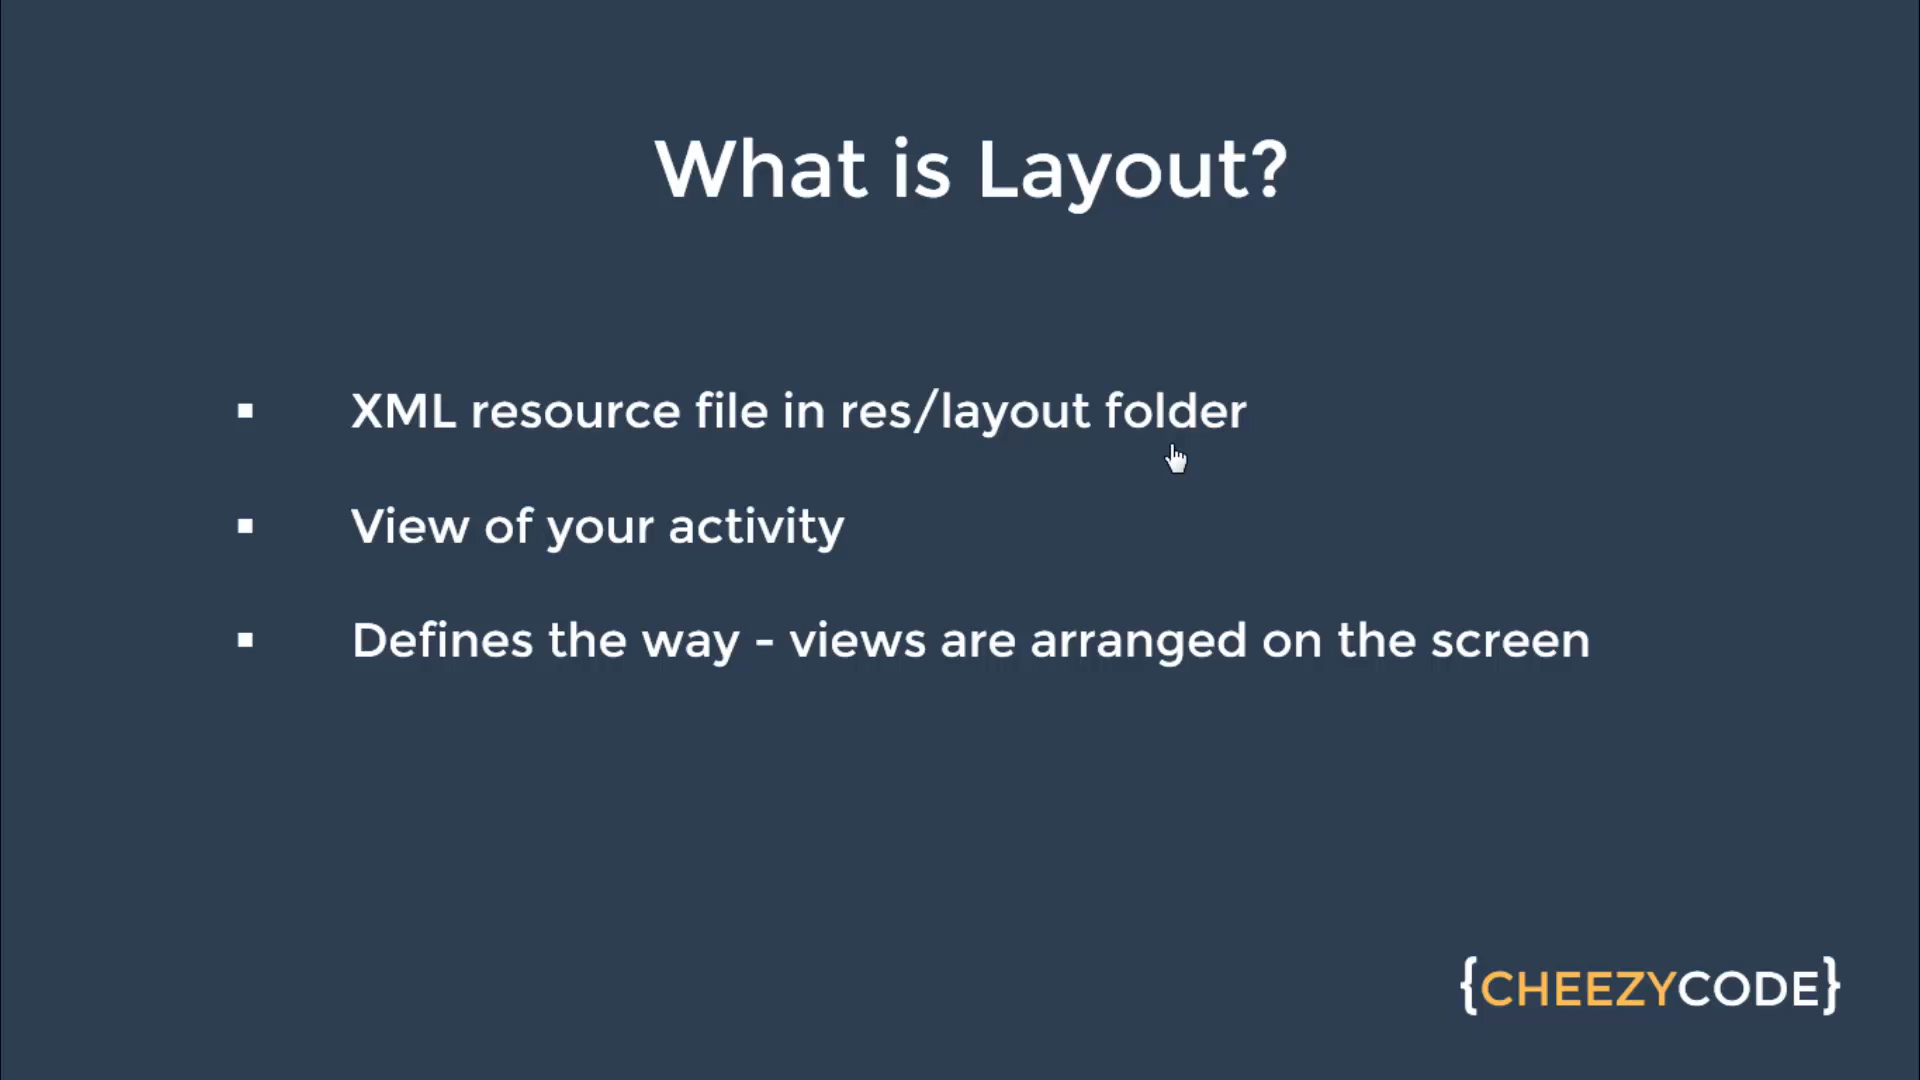 What is Layout?
▪ XML resource file in res/layout folder
▪ View of your activity
▪ Defines the way - views are arranged on the screen
{CHEEZYCODE}